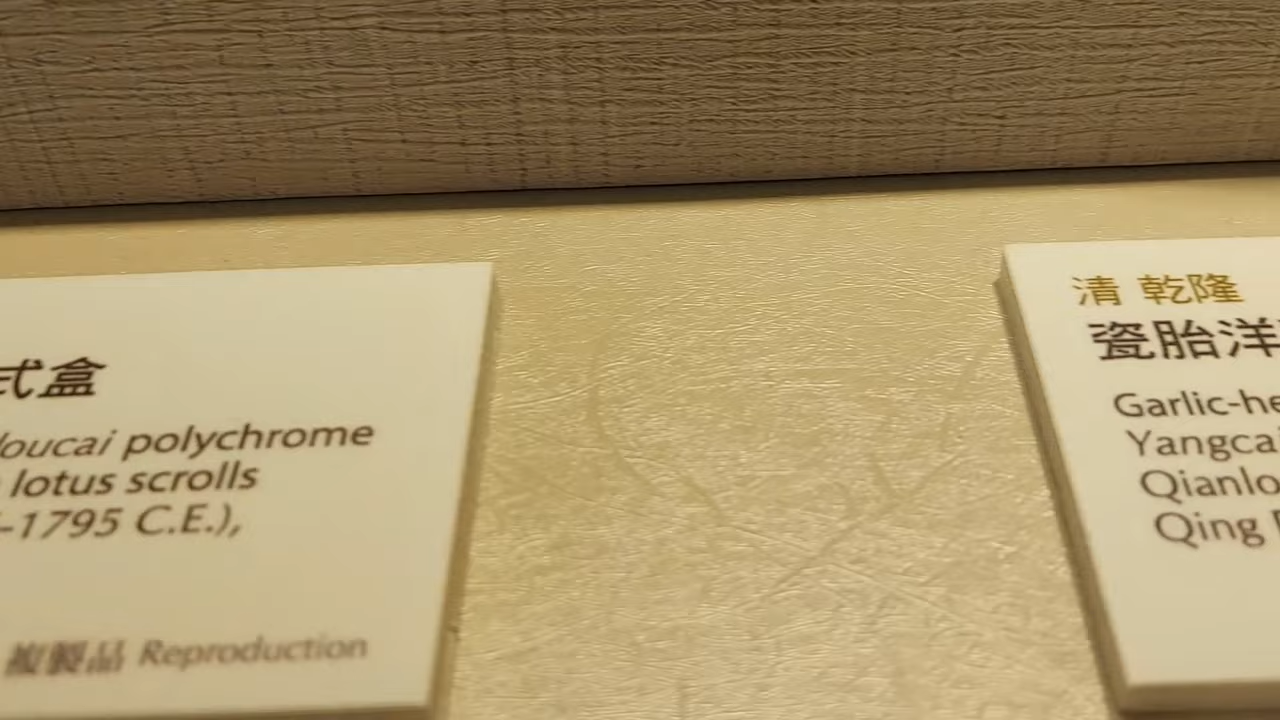 式盒
doucai polychrome
lotus scrolls
-1795 C.E.),
複製品 Reproduction
清 乾隆
瓷胎洋
Garlic-he
Yangcai
Qianlo
Qing